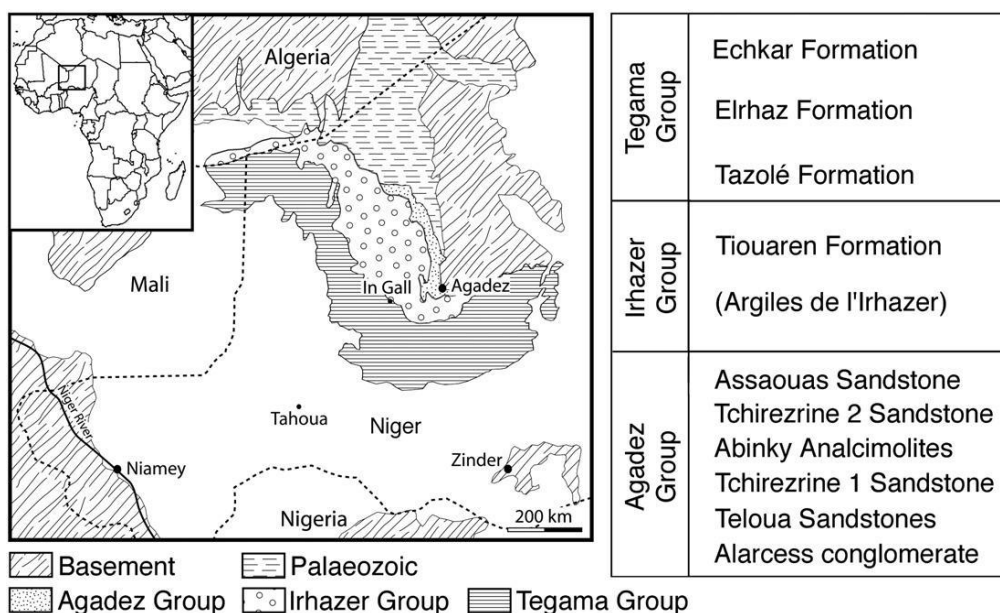 Algeria
Mali
In Gall
Agadez
Tahoua
Niger
Niger River
Niamey
Zinder
Nigeria
200 km
Basement
Palaeozoic
Agadez Group
Irhazer Group
Tegama Group
Tegama
Group
Echkar Formation
Elrhaz Formation
Tazolé Formation
Irhazer
Group
Tiouaren Formation
(Argiles de l'Irhazer)
Agadez
Group
Assaouas Sandstone
Tchirezrine 2 Sandstone
Abinky Analcimolites
Tchirezrine 1 Sandstone
Teloua Sandstones
Alarcess conglomerate